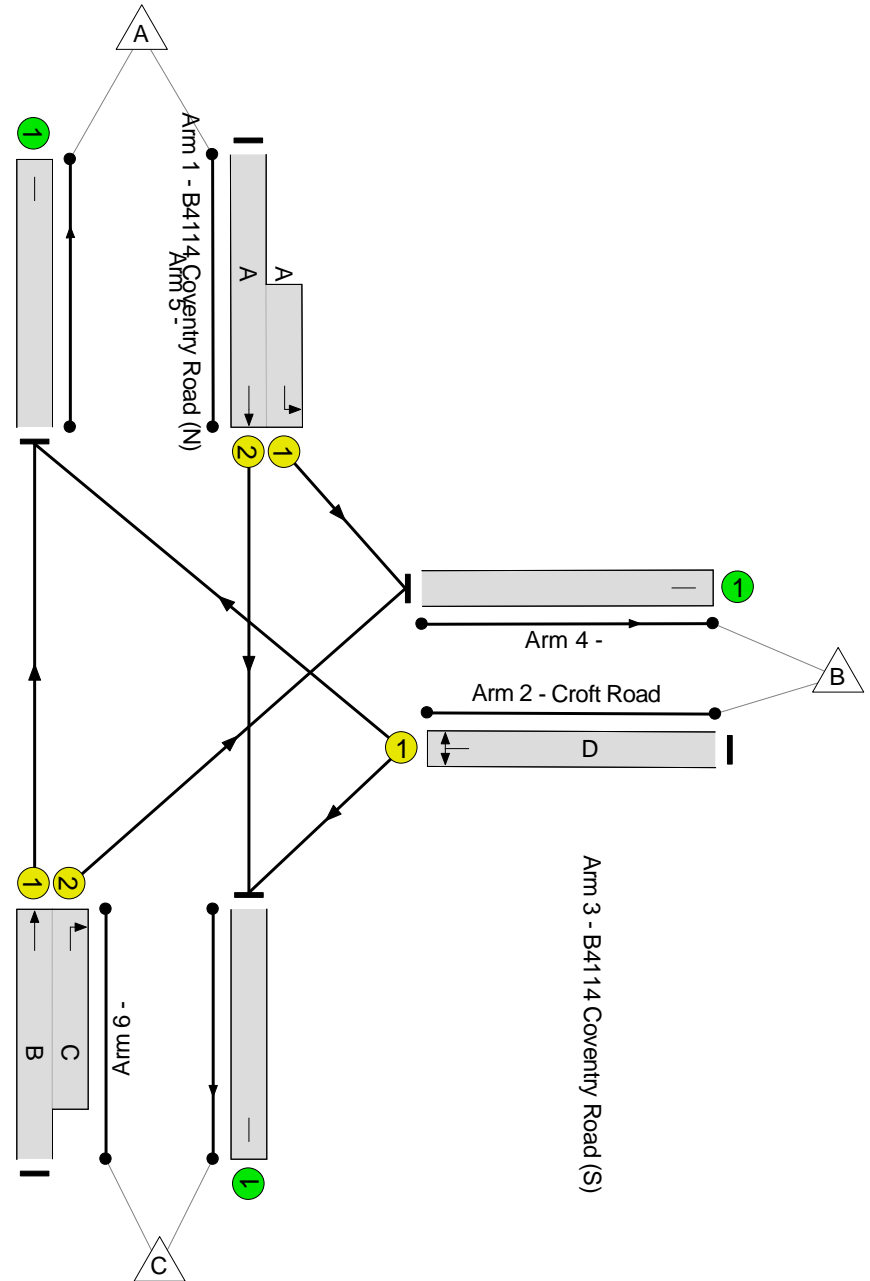 A
1
Arm 1 - B4114 Coventry Road (N)
Arm 5 -
A
A
2
1
1
Arm 4 -
B
Arm 2 - Croft Road
1
D
1
2
Arm 3 - B4114 Coventry Road (S)
Arm 6 -
B
C
1
C